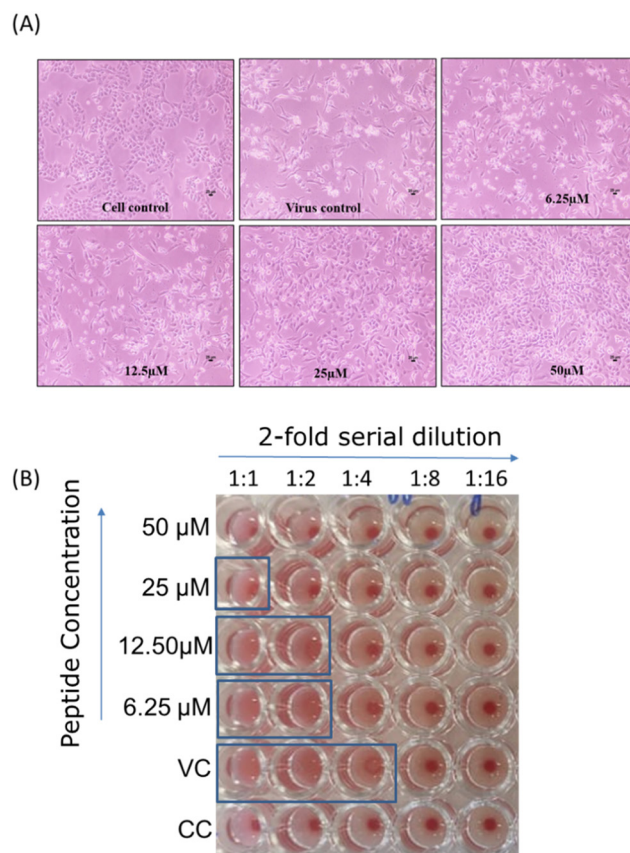 (A)
Cell control
Virus control
6.25µM
12.5µM
25µM
50µM
2-fold serial dilution
(B)
1:1 1:2 1:4 1:8 1:16
Peptide Concentration
50 µM
25 µM
12.50µM
6.25 µM
VC
CC